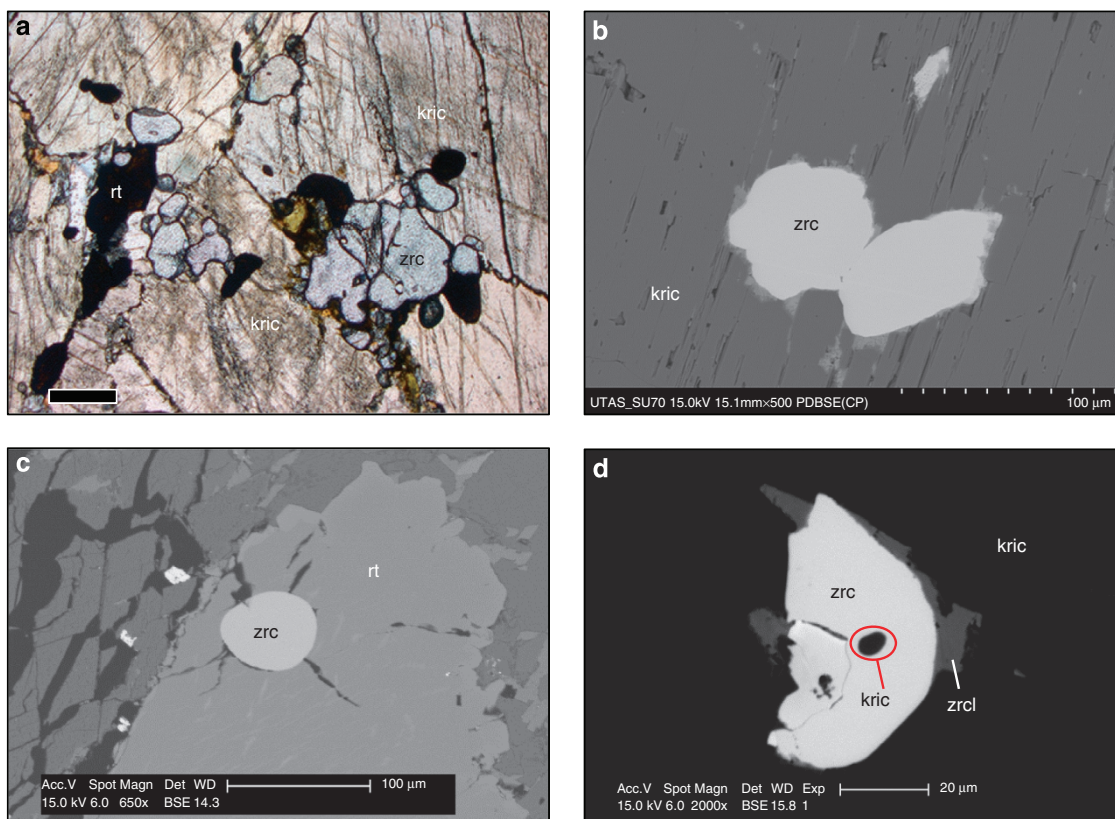 a
kric
rt
zrc
kric
b
zrc
kric
UTAS_SU70 15.0kV 15.1mm×500 PDBSE(CP) 100 μm
c
rt
zrc
Acc.V Spot Magn Det WD 100 μm
15.0 kV 6.0 650x BSE 14.3
d
kric
zrc
kric
zrcl
Acc.V Spot Magn Det WD Exp 20 μm
15.0 kV 6.0 2000x BSE 15.8 1